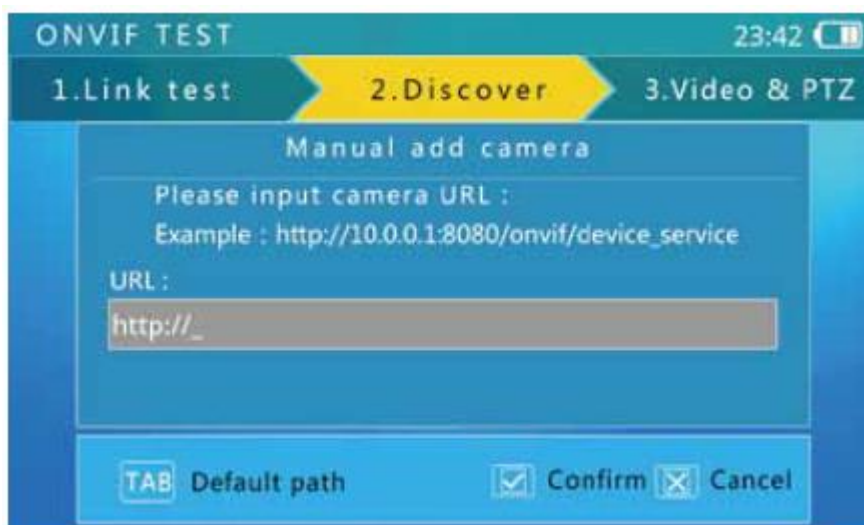 ONVIF TEST 23:42
1.Link test 2.Discover 3.Video & PTZ
Manual add camera
Please input camera URL :
Example : http://10.0.0.1:8080/onvif/device_service
URL :
http://_
TAB Default path Confirm Cancel